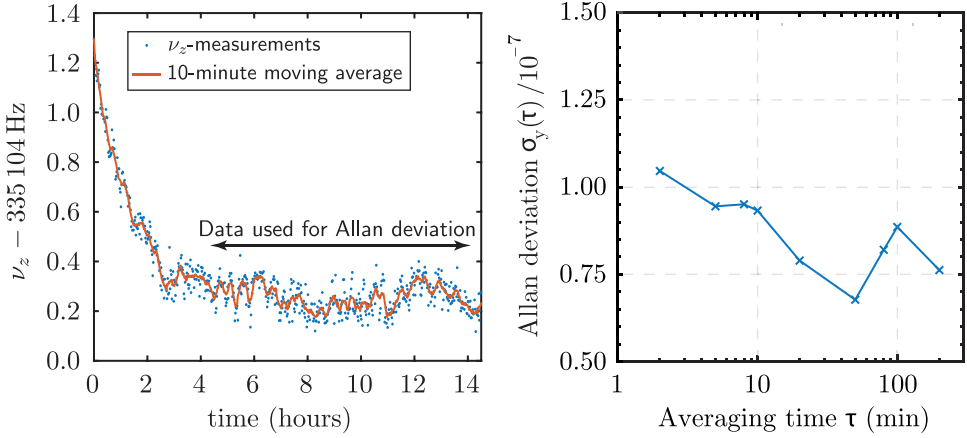 1.4
1.2
1.0
0.8
0.6
0.4
0.2
0.0
ν_z − 335 104 Hz
ν_z-measurements
10-minute moving average
Data used for Allan deviation
0 2 4 6 8 10 12 14
time (hours)
1.50
1.25
1.00
0.75
0.50
Allan deviation σ_y(τ) /10⁻⁷
1 10 100
Averaging time τ (min)